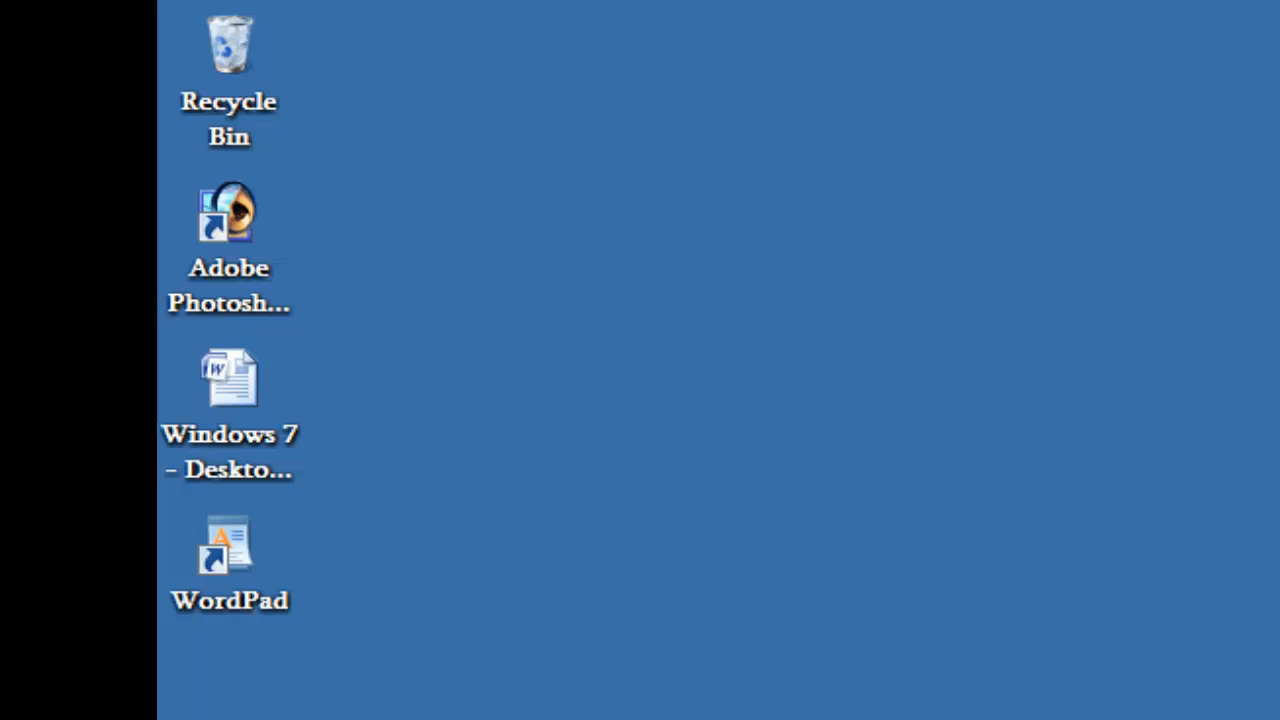 Recycle
Bin
Adobe
Photosh...
W
Windows 7
- Deskto...
A
WordPad